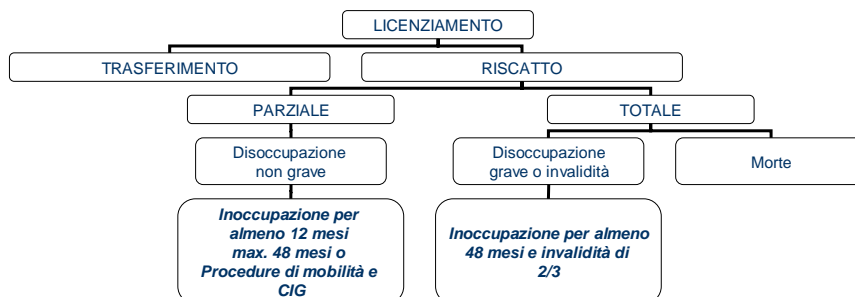 LICENZIAMENTO
TRASFERIMENTO
RISCATTO
PARZIALE
TOTALE
Disoccupazione
non grave
Disoccupazione
grave o invalidità
Morte
Inoccupazione per
almeno 12 mesi
max. 48 mesi o
Procedure di mobilità e
CIG
Inoccupazione per almeno
48 mesi e invalidità di
2/3